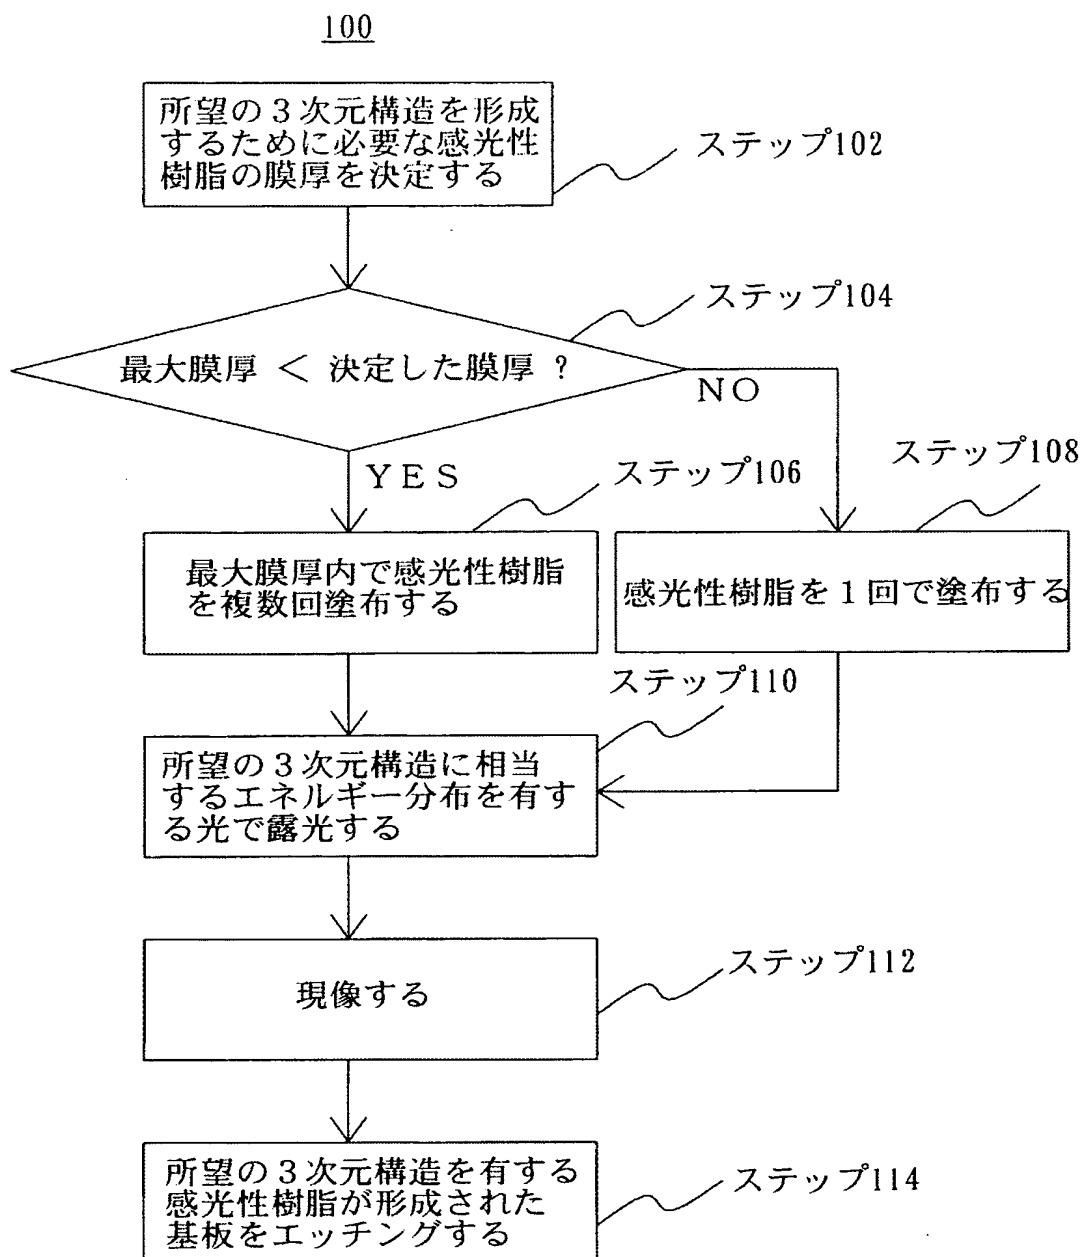 100
所望の３次元構造を形成
するために必要な感光性
樹脂の膜厚を決定する
ステップ102
ステップ104
最大膜厚 ＜ 決定した膜厚 ？
ＮＯ
ＹＥＳ
ステップ106
ステップ108
最大膜厚内で感光性樹脂
を複数回塗布する
感光性樹脂を１回で塗布する
ステップ110
所望の３次元構造に相当
するエネルギー分布を有す
る光で露光する
現像する
ステップ112
所望の３次元構造を有する
感光性樹脂が形成された
基板をエッチングする
ステップ114